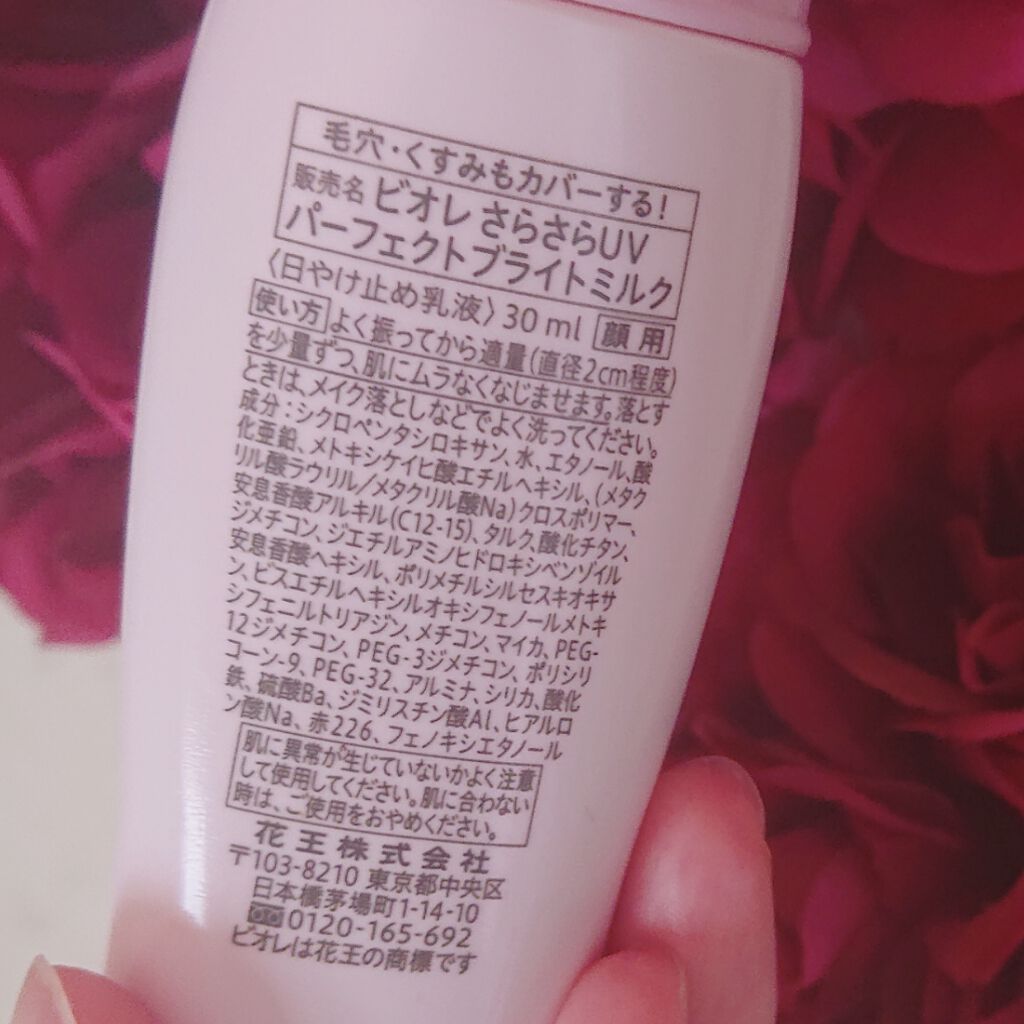 毛穴・くすみもカバーする!
販売名 ビオレ さらさらUV
パーフェクトブライトミルク
〈日やけ止め乳液〉30ml 顔用
使い方 よく振ってから適量(直径2cm程度)
を少量ずつ、肌にムラなくなじませます。落とす
ときは、メイク落としなどでよく洗ってください。
成分:シクロペンタシロキサン、水、エタノール、酸
化亜鉛、メトキシケイヒ酸エチルヘキシル、(メタク
リル酸ラウリル/メタクリル酸Na)クロスポリマー、
安息香酸アルキル(C12-15)、タルク、酸化チタン、
ジメチコン、ジエチルアミノヒドロキシベンゾイル
安息香酸ヘキシル、ポリメチルシルセスキオキサ
ン、ビスエチルヘキシルオキシフェノールメトキ
シフェニルトリアジン、メチコン、マイカ、PEG-
12ジメチコン、PEG-3ジメチコン、ポリシリ
コーン-9、PEG-32、アルミナ、シリカ、酸化
鉄、硫酸Ba、ジミリスチン酸Al、ヒアルロ
ン酸Na、赤226、フェノキシエタノール
肌に異常が生じていないかよく注意
して使用してください。肌に合わない
時は、ご使用をおやめください。
花王株式会社
〒103-8210 東京都中央区
日本橋茅場町1-14-10
0120-165-692
ビオレは花王の商標です